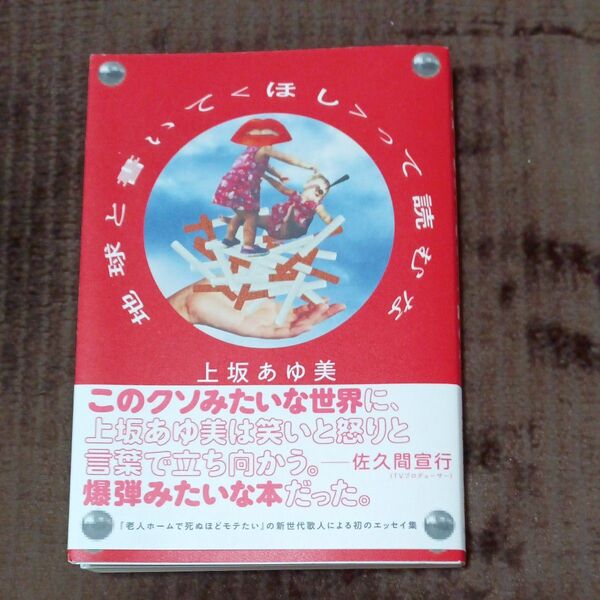 地球と書いて〈ほし〉って読むな
上坂あゆ美
このクソみたいな世界に、
上坂あゆ美は笑いと怒りと
言葉で立ち向かう。──佐久間宣行
(TVプロデューサー)
爆弾みたいな本だった。
『老人ホームで死ぬほどモテたい』の新世代歌人による初のエッセイ集